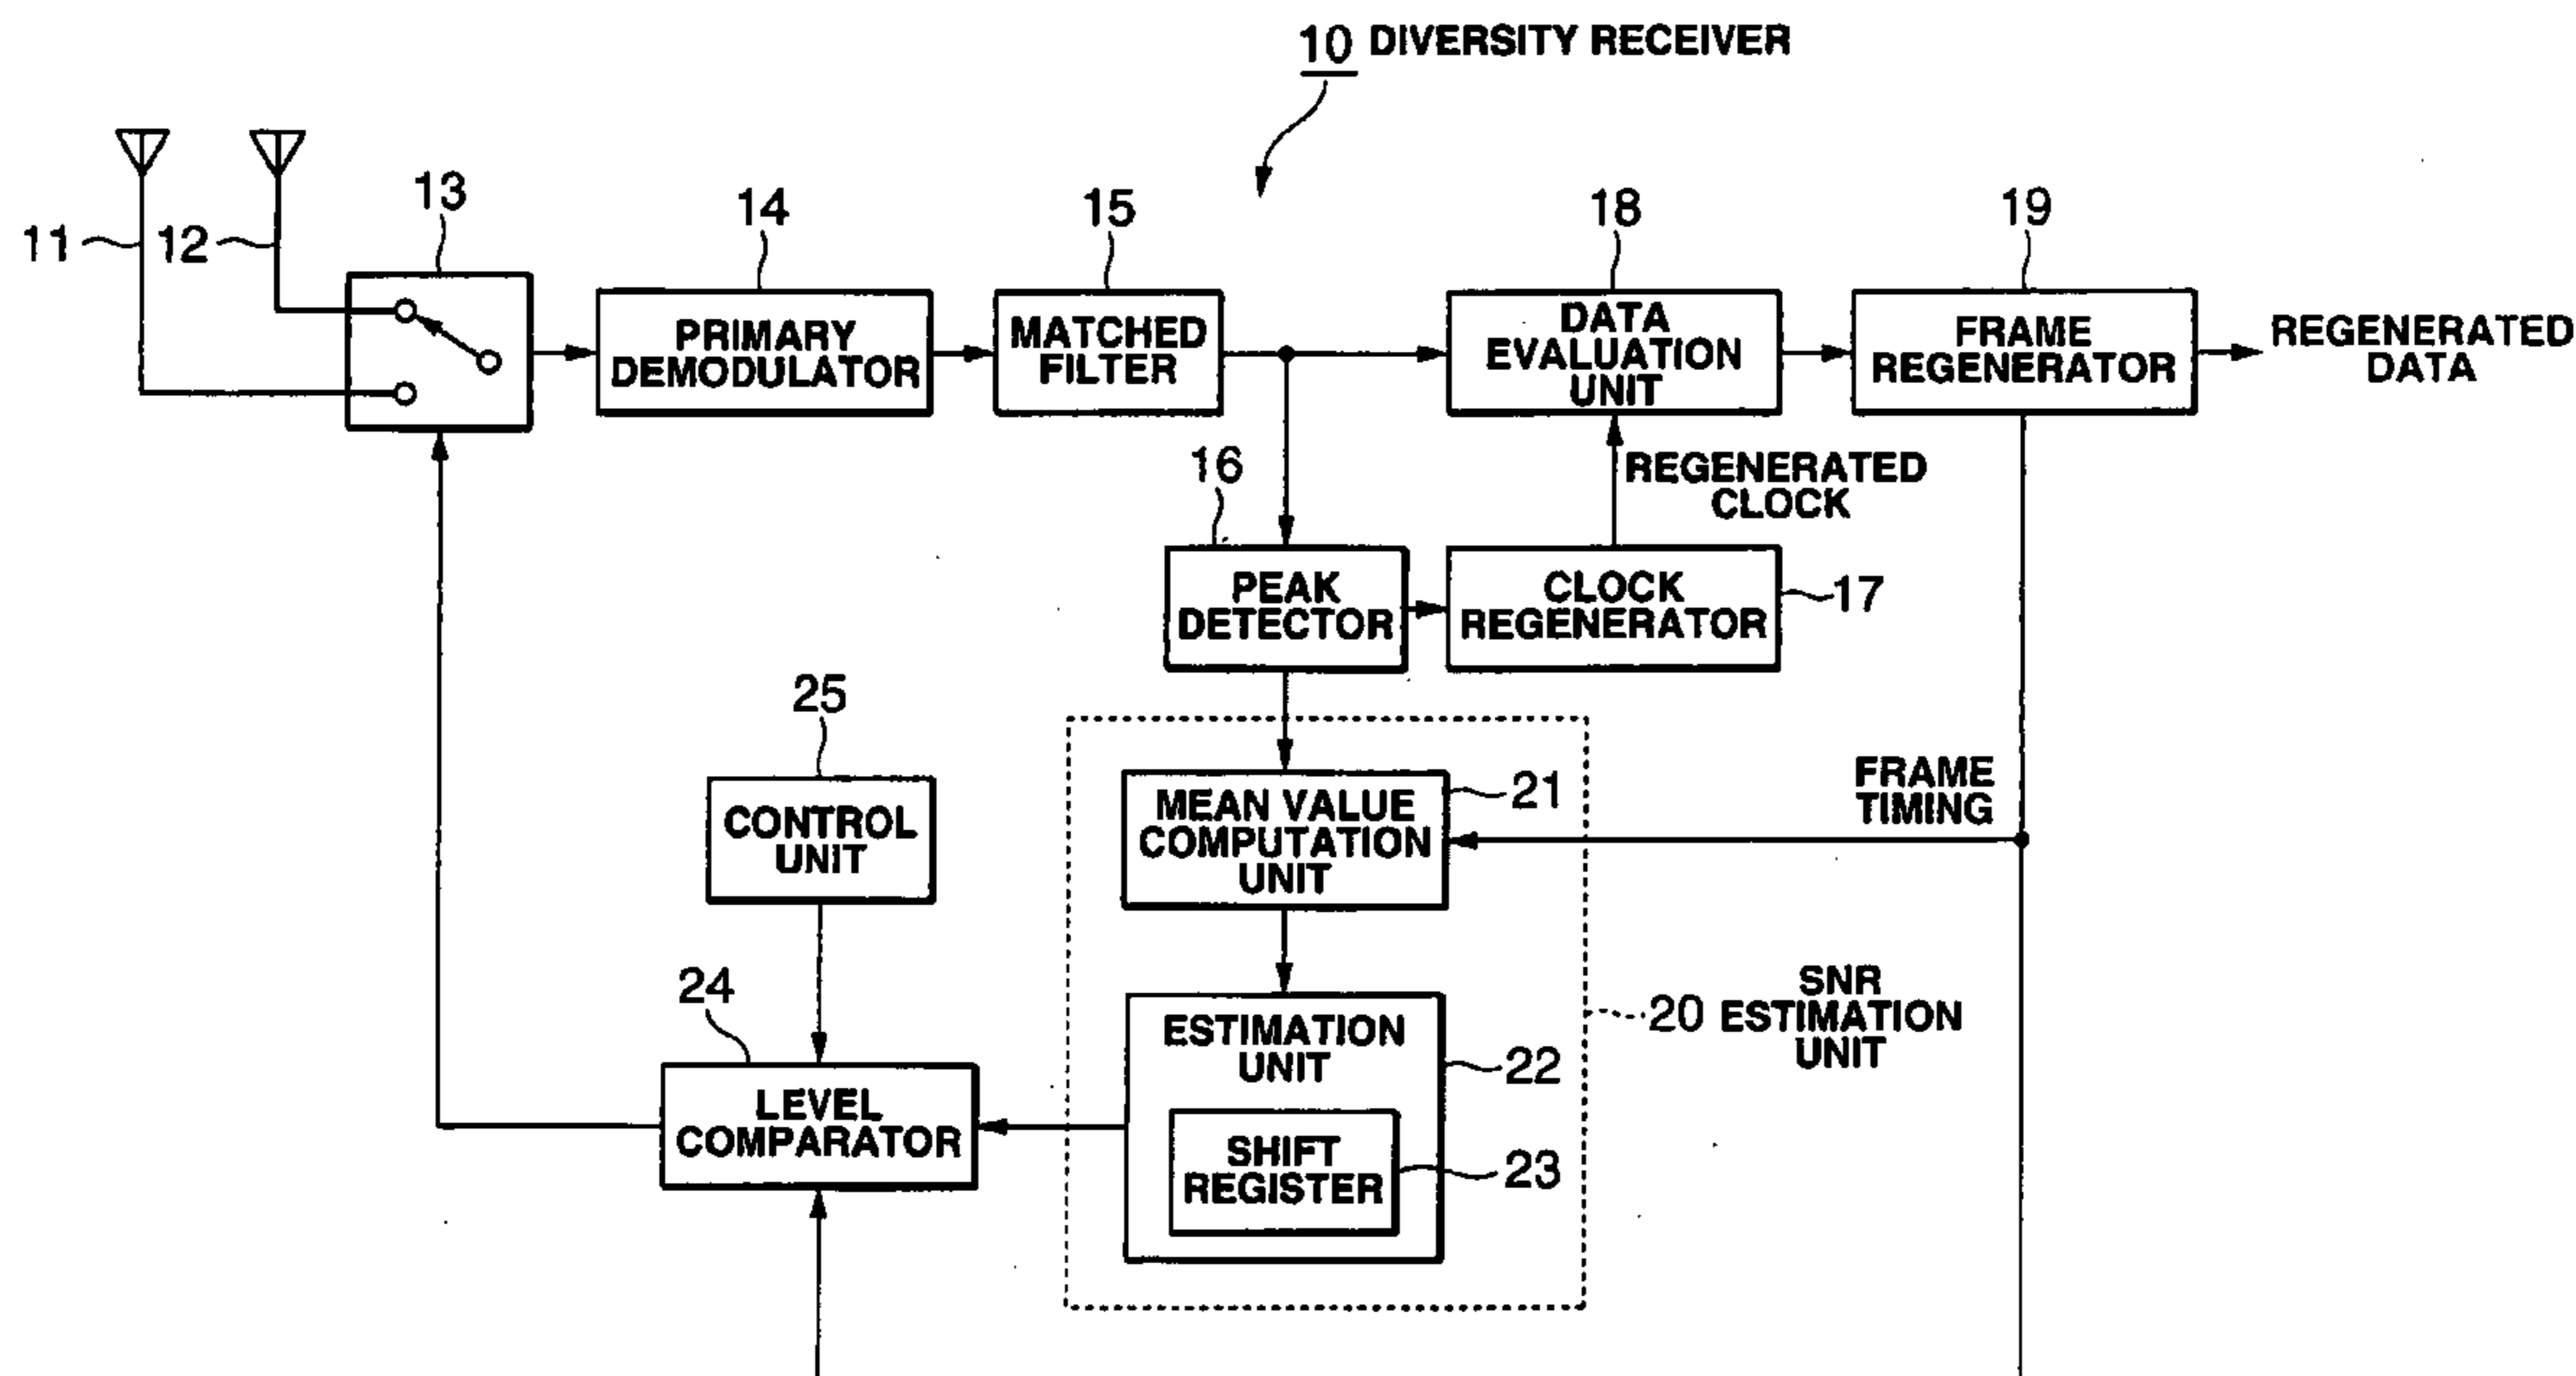 10 DIVERSITY RECEIVER
11
12
13
14
15
18
19
PRIMARY
DEMODULATOR
MATCHED
FILTER
DATA
EVALUATION
UNIT
FRAME
REGENERATOR
REGENERATED
DATA
16
REGENERATED
CLOCK
PEAK
DETECTOR
CLOCK
REGENERATOR
17
25
CONTROL
UNIT
MEAN VALUE
COMPUTATION
UNIT
21
FRAME
TIMING
24
LEVEL
COMPARATOR
ESTIMATION
UNIT
22
SHIFT
REGISTER
23
20
SNR
ESTIMATION
UNIT